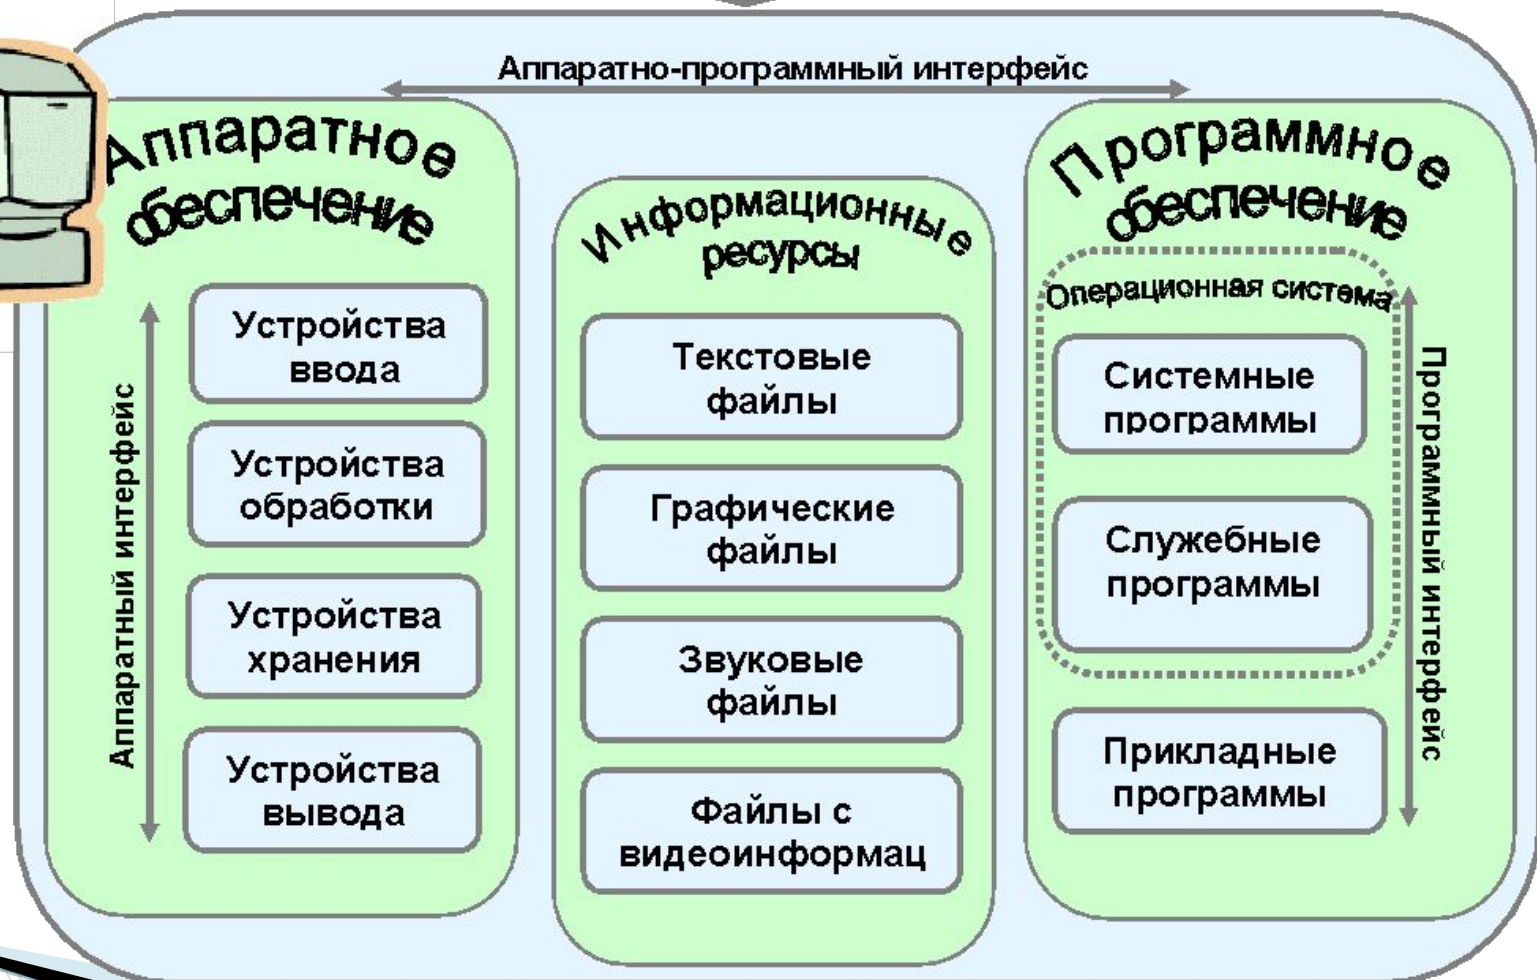 Аппаратно-программный интерфейс
Аппаратное
обеспечение
Аппаратный интерфейс
Устройства
ввода
Устройства
обработки
Устройства
хранения
Устройства
вывода
Информационные
ресурсы
Текстовые
файлы
Графические
файлы
Звуковые
файлы
Файлы с
видеоинформац
Программное
обеспечение
Операционная система
Системные
программы
Служебные
программы
Прикладные
программы
Программный интерфейс